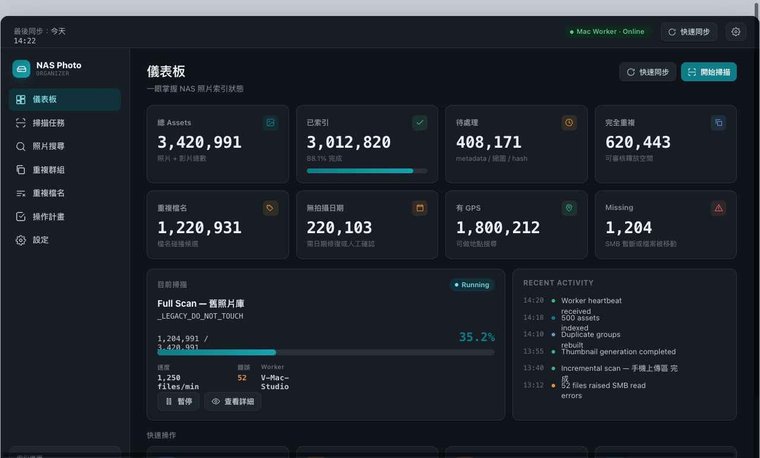 最後同步：今天
14:22
Mac Worker · Online
快速同步
NAS Photo
ORGANIZER
儀表板
掃描任務
照片搜尋
重複群組
重複檔名
操作計畫
設定
儀表板
一眼掌握 NAS 照片索引狀態
快速同步
開始掃描
總 Assets
3,420,991
照片 + 影片總數
已索引
3,012,820
88.1% 完成
待處理
408,171
metadata / 縮圖 / hash
完全重複
620,443
可審核釋放空間
重複檔名
1,220,931
檔名碰撞候選
無拍攝日期
220,103
需日期修復或人工確認
有 GPS
1,800,212
可做地點搜尋
Missing
1,204
SMB 暫斷或檔案被移動
目前掃描
Running
Full Scan — 舊照片庫
_LEGACY_DO_NOT_TOUCH
1,204,991 /
3,420,991
35.2%
速度
1,250
files/min
錯誤
52
Worker
V-Mac-
Studio
暫停
查看詳細
RECENT ACTIVITY
14:20 Worker heartbeat
received
14:18 500 assets
indexed
14:10 Duplicate groups
rebuilt
13:55 Thumbnail generation completed
13:40 Incremental scan — 手機上傳區 完
成
13:12 52 files raised SMB read
errors
快速操作